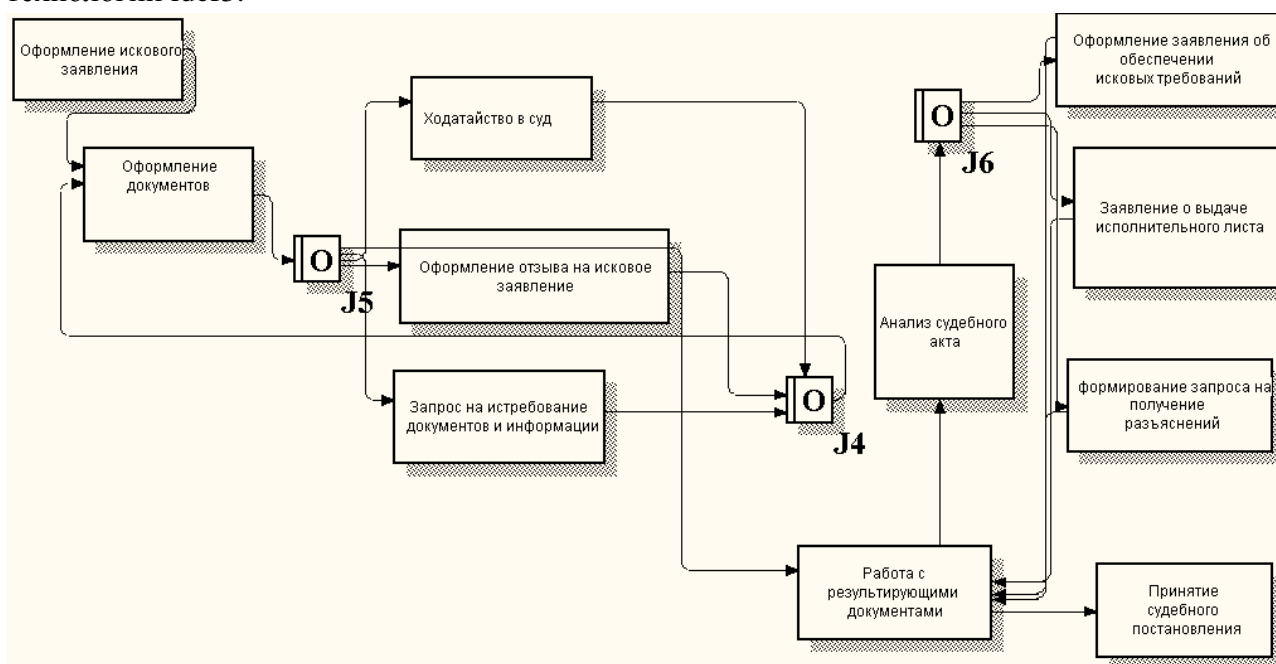 технологии idef3.
Оформление искового
заявления
Оформление
документов
Ходатайство в суд
J5
Оформление отзыва на исковое
заявление
Запрос на истребование
документов и информации
J4
O
O
O
J6
Анализ судебного
акта
Оформление заявления об
обеспечении
исковых требований
Заявление о выдаче
исполнительного листа
формирование запроса на
получение
разъяснений
Работа с
результирующими
документами
Принятие
судебного
постановления